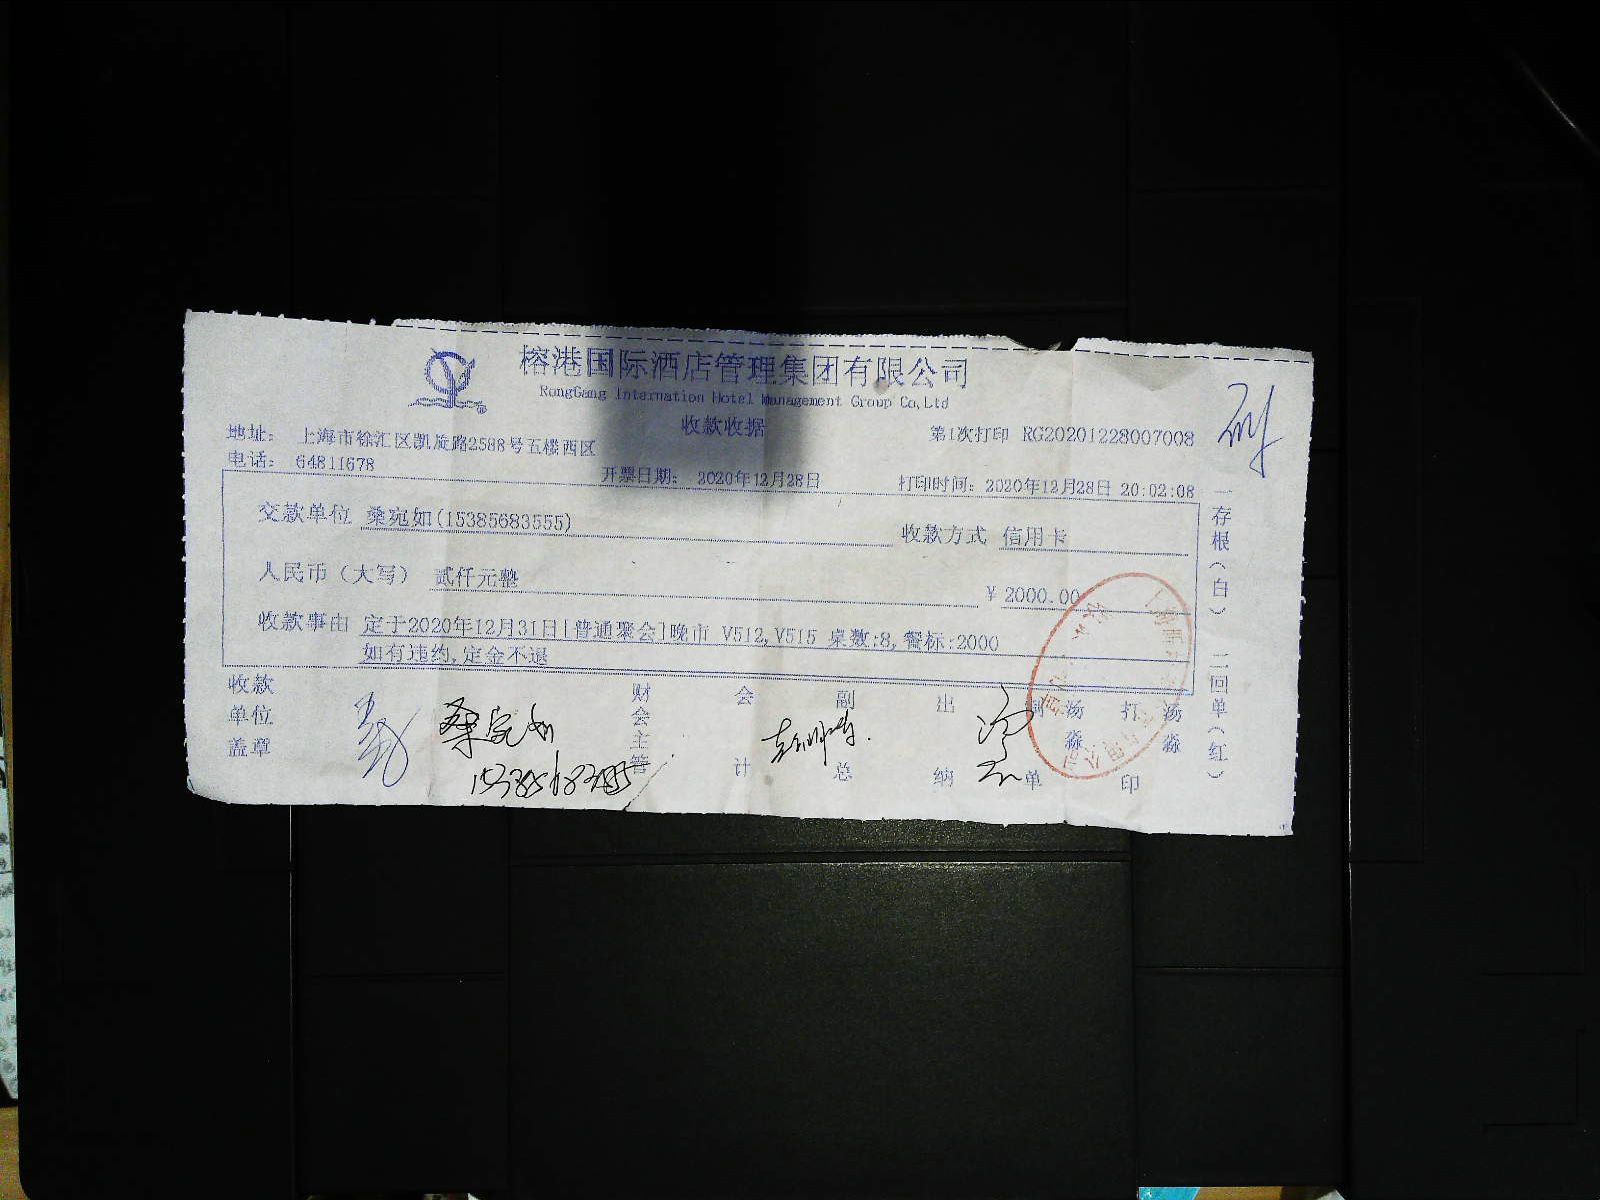 榕港国际酒店管理集团有限公司
RongGang Internation Hotel Management Group Co,Ltd
收款收据
第1次打印 RG20201228007008
地址: 上海市徐汇区凯旋路2588号五楼西区
电话: 64811678
开票日期: 2020年12月28日
打印时间: 2020年12月28日 20:02:08
交款单位 桑宛如(15385683555)
收款方式 信用卡
人民币(大写) 贰仟元整
¥ 2000.00
收款事由 定于2020年12月31日[普通聚会]晚市 V512,V515 桌数:8,餐标:2000
如有违约,定金不退
收款单位盖章
桑宛如
财会主管
会计
副总
出纳
制单
汤淼
打印
汤淼
一存根(白)
二回单(红)